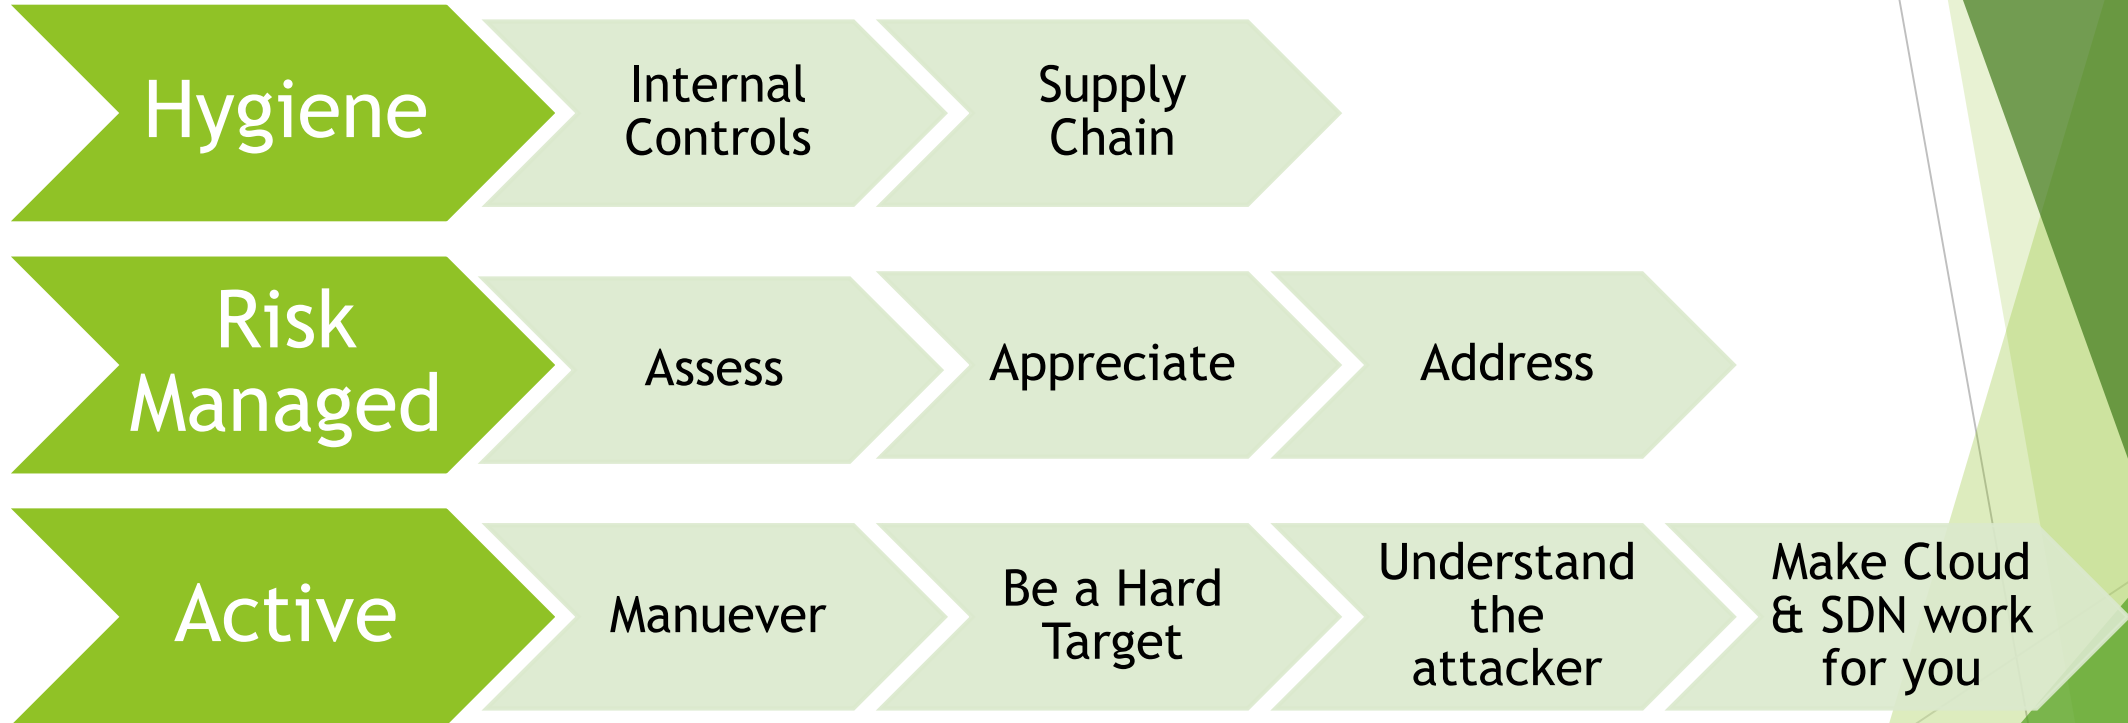 Hygiene
Internal
Controls
Supply
Chain
Risk
Managed
Assess
Appreciate
Address
Active
Manuever
Be a Hard
Target
Understand
the
attacker
Make Cloud
& SDN work
for you